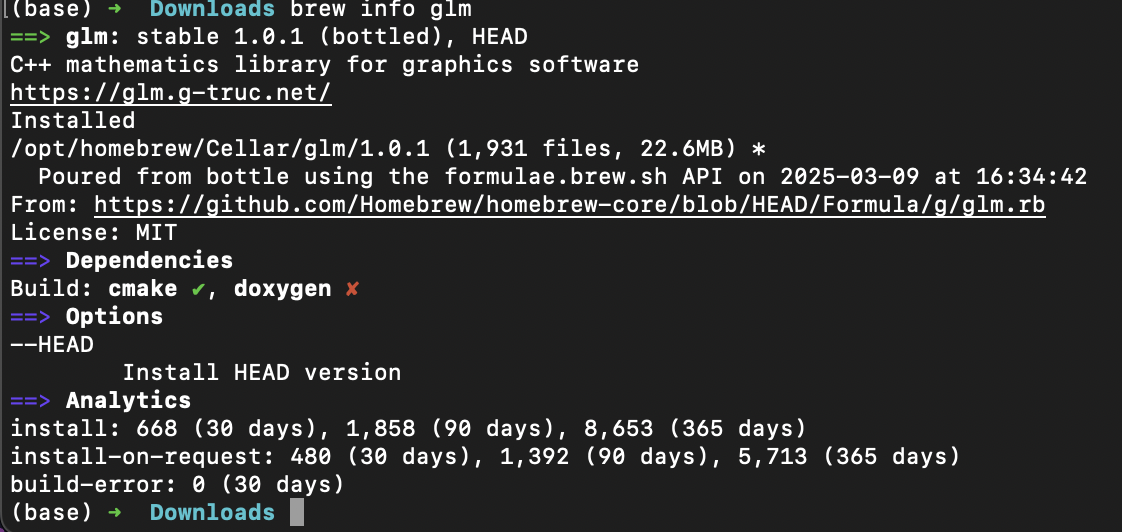 (base) ➜  Downloads brew info glm
==> glm: stable 1.0.1 (bottled), HEAD
C++ mathematics library for graphics software
https://glm.g-truc.net/
Installed
/opt/homebrew/Cellar/glm/1.0.1 (1,931 files, 22.6MB) *
  Poured from bottle using the formulae.brew.sh API on 2025-03-09 at 16:34:42
From: https://github.com/Homebrew/homebrew-core/blob/HEAD/Formula/g/glm.rb
License: MIT
==> Dependencies
Build: cmake ✔, doxygen ✘
==> Options
--HEAD
        Install HEAD version
==> Analytics
install: 668 (30 days), 1,858 (90 days), 8,653 (365 days)
install-on-request: 480 (30 days), 1,392 (90 days), 5,713 (365 days)
build-error: 0 (30 days)
(base) ➜  Downloads